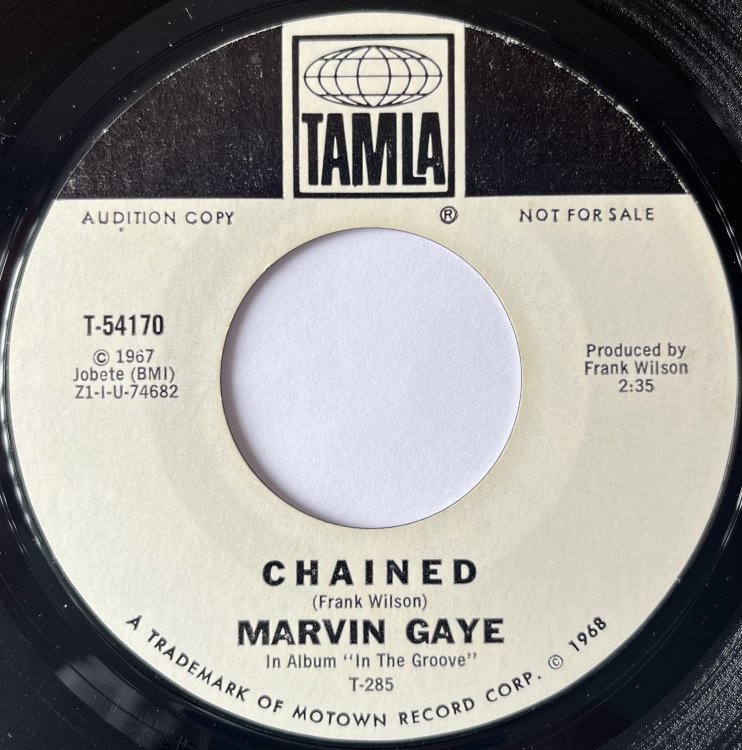 TAMLA
AUDITION COPY ® NOT FOR SALE
T-54170
© 1967
Jobete (BMI)
Z1-I-U-74682
Produced by
Frank Wilson
2:35
CHAINED
(Frank Wilson)
MARVIN GAYE
In Album "In The Groove"
T-285
A TRADEMARK OF MOTOWN RECORD CORP. © 1968